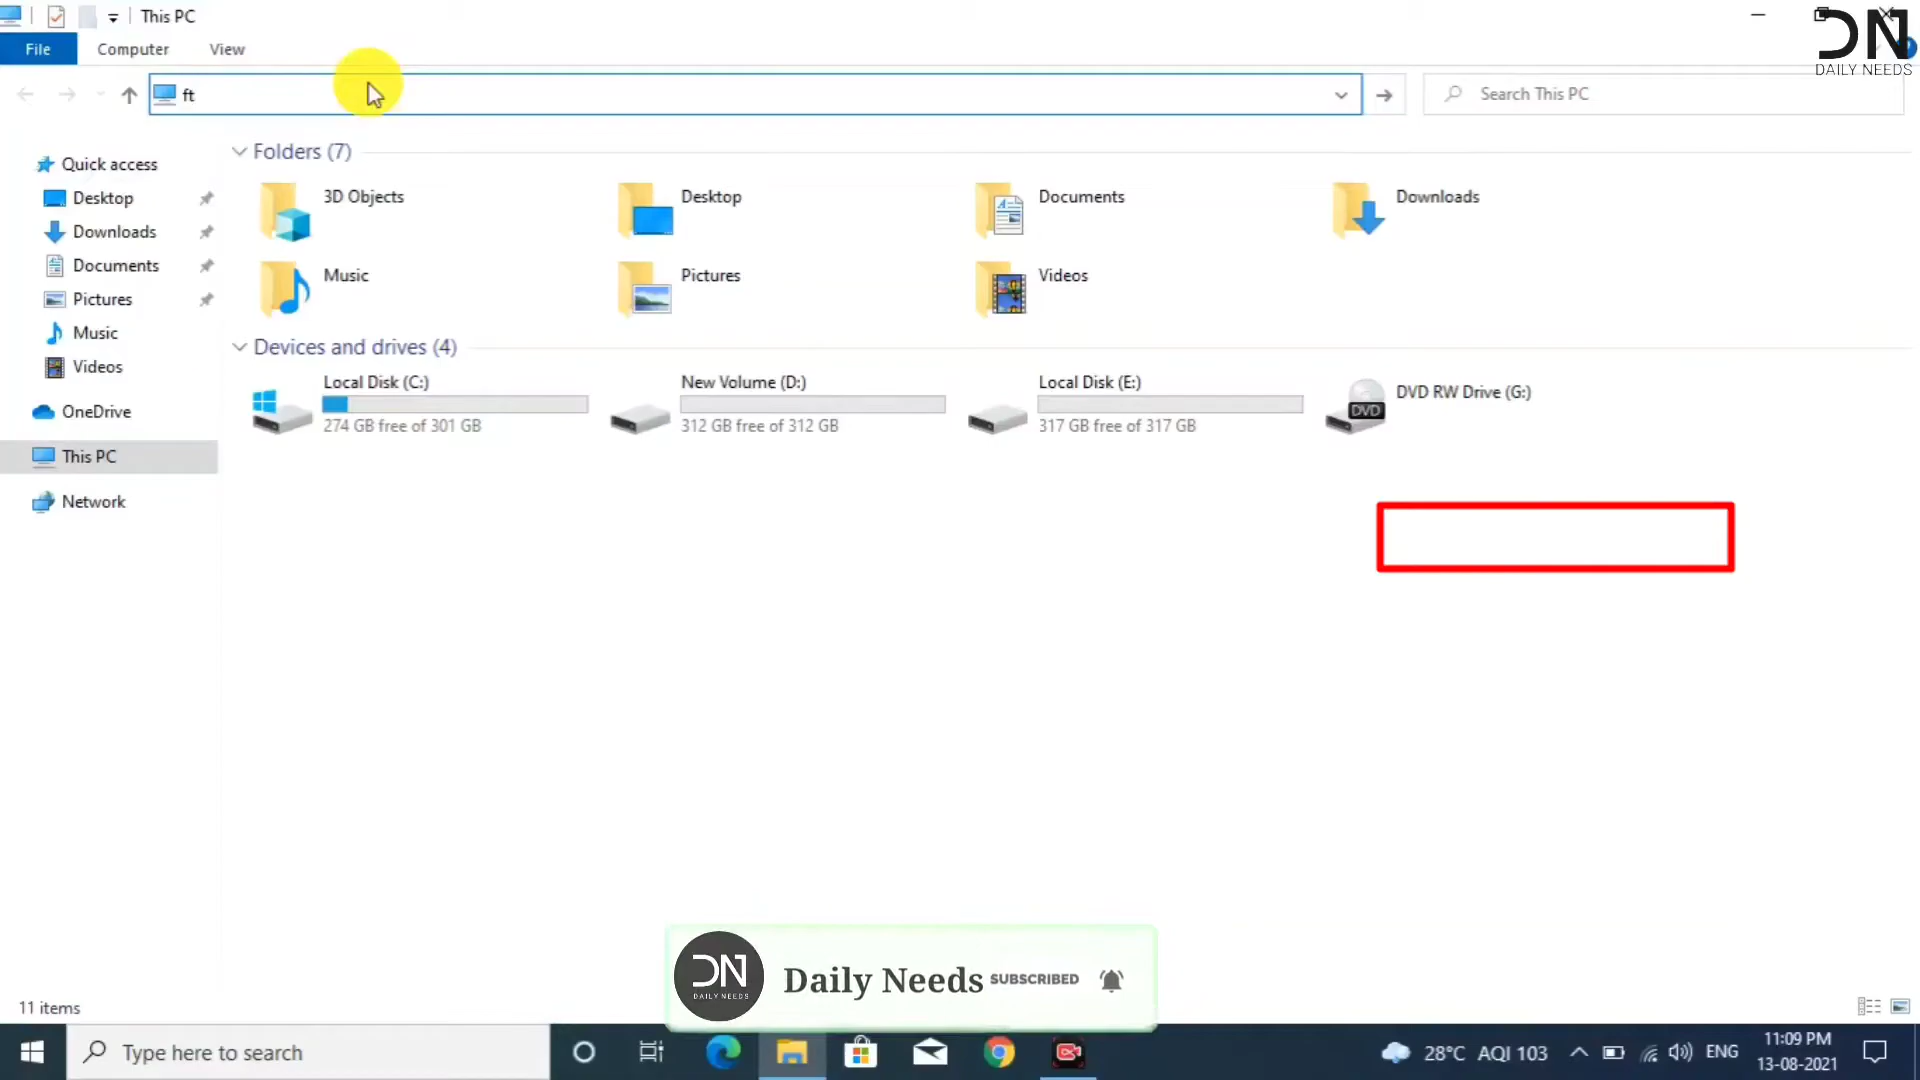 This PC
File Computer View
DN
DAILY NEEDS
ft
Search This PC
Quick access
Desktop
Downloads
Documents
Pictures
Music
Videos
OneDrive
This PC
Network
Folders (7)
3D Objects
Desktop
Documents
Downloads
Music
Pictures
Videos
Devices and drives (4)
Local Disk (C:)
274 GB free of 301 GB
New Volume (D:)
312 GB free of 312 GB
Local Disk (E:)
317 GB free of 317 GB
DVD
DVD RW Drive (G:)
DN
DAILY NEEDS
Daily Needs SUBSCRIBED
11 items
Type here to search
28°C AQI 103
ENG
11:09 PM
13-08-2021